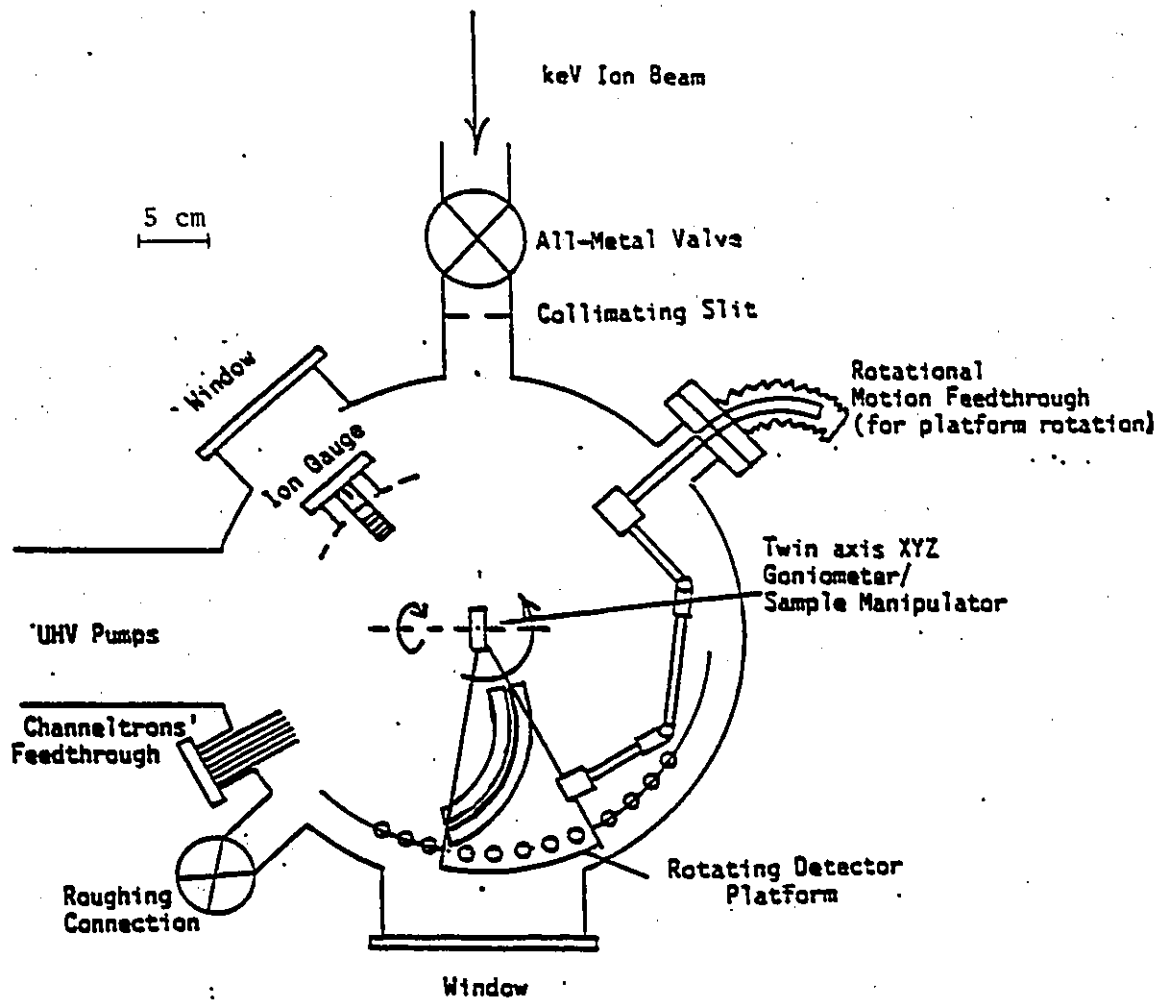 keV Ion Beam
5 cm
All-Metal Valve
Collimating Slit
Window
Ion Gauge
Rotational
Motion Feedthrough
(for platform rotation)
Twin axis XYZ
Goniometer/
Sample Manipulator
UHV Pumps
Channeltrons'
Feedthrough
Roughing
Connection
Rotating Detector
Platform
Window